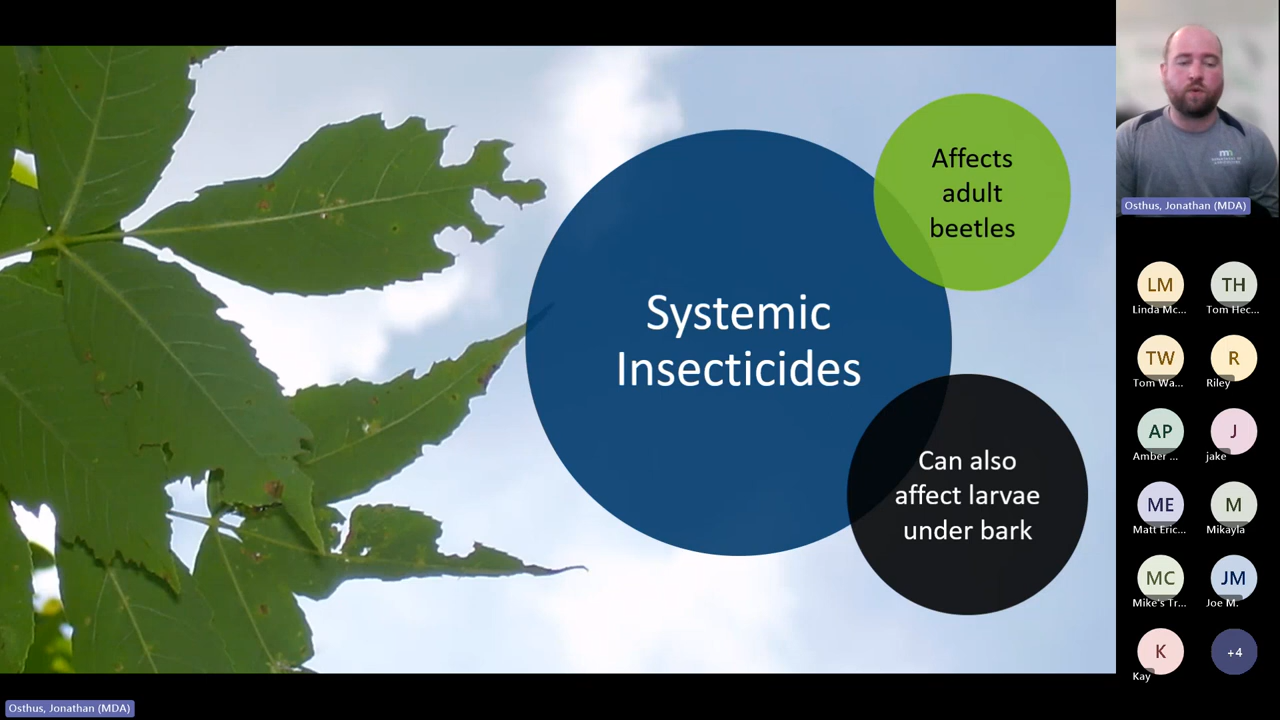 Systemic
Insecticides
Affects
adult
beetles
Can also
affect larvae
under bark
Osthus, Jonathan (MDA)
LM
Linda Mc...
TH
Tom Hec...
TW
Tom Wa...
R
Riley
AP
Amber ...
J
jake
ME
Matt Eric...
M
Mikayla
MC
Mike's Tr...
JM
Joe M.
K
Kay
+4
Osthus, Jonathan (MDA)